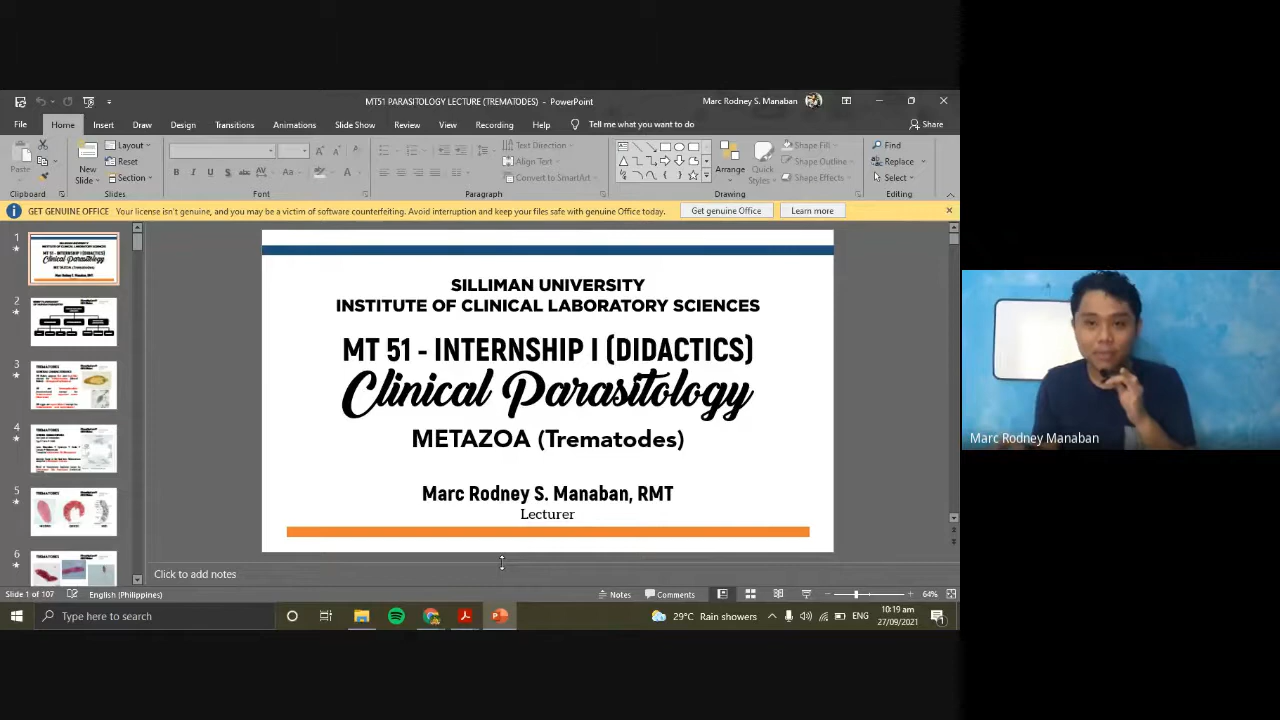 MT51 PARASITOLOGY LECTURE (TREMATODES) - PowerPoint
Marc Rodney S. Manaban
File Home Insert Draw Design Transitions Animations Slide Show Review View Recording Help Tell me what you want to do Share
Paste
New Slide
Layout
Reset
Section
Text Direction
Align Text
Convert to SmartArt
Arrange
Quick Styles
Shape Fill
Shape Outline
Shape Effects
Find
Replace
Select
Clipboard Slides Font Paragraph Drawing Editing
GET GENUINE OFFICE Your license isn't genuine, and you may be a victim of software counterfeiting. Avoid interruption and keep your files safe with genuine Office today. Get genuine Office Learn more
1
2
3
4
5
6
SILLIMAN UNIVERSITY
INSTITUTE OF CLINICAL LABORATORY SCIENCES
MT 51 - INTERNSHIP I (DIDACTICS)
Clinical Parasitology
METAZOA (Trematodes)
Marc Rodney S. Manaban, RMT
Lecturer
Marc Rodney Manaban
Click to add notes
Slide 1 of 107 English (Philippines) Notes Comments 64%
Type here to search 29°C Rain showers ENG 10:19 am
27/09/2021